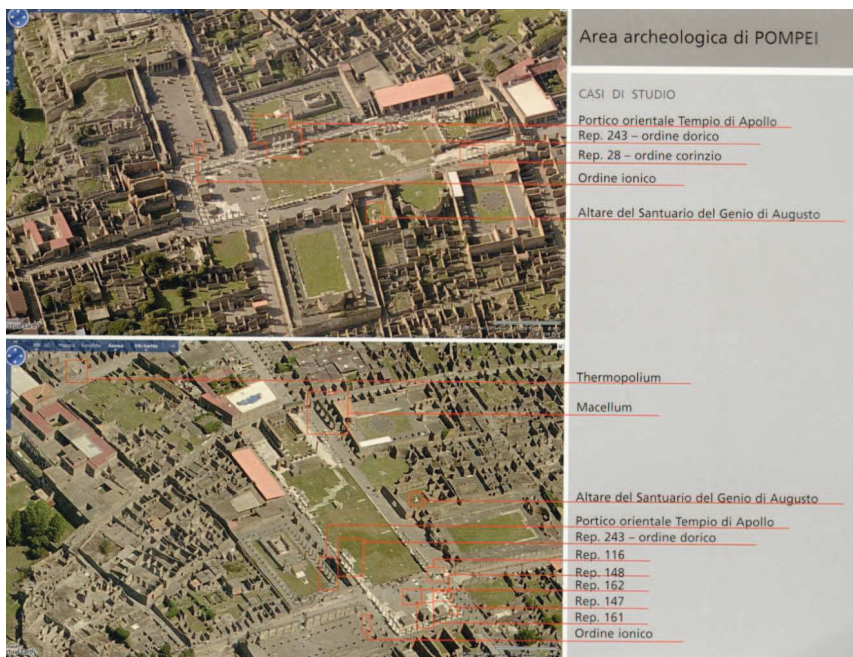 Area archeologica di POMPEI
CASI DI STUDIO
Portico orientale Tempio di Apollo
Rep. 243 – ordine dorico
Rep. 28 – ordine corinzio
Ordine ionico
Altare del Santuario del Genio di Augusto
Thermopolium
Macellum
Altare del Santuario del Genio di Augusto
Portico orientale Tempio di Apollo
Rep. 243 – ordine dorico
Rep. 116
Rep. 148
Rep. 162
Rep. 147
Rep. 161
Ordine ionico